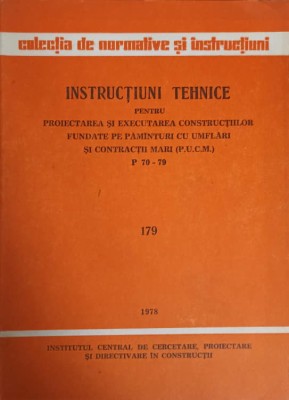 colecția de normative și instrucțiuni
INSTRUCȚIUNI TEHNICE
PENTRU
PROIECTAREA ȘI EXECUTAREA CONSTRUCȚIILOR
FUNDATE PE PĂMÎNTURI CU UMFLĂRI
ȘI CONTRACȚII MARI (P.U.C.M.)
P 70-79
179
1978
INSTITUTUL CENTRAL DE CERCETARE, PROIECTARE
ȘI DIRECTIVARE ÎN CONSTRUCȚII